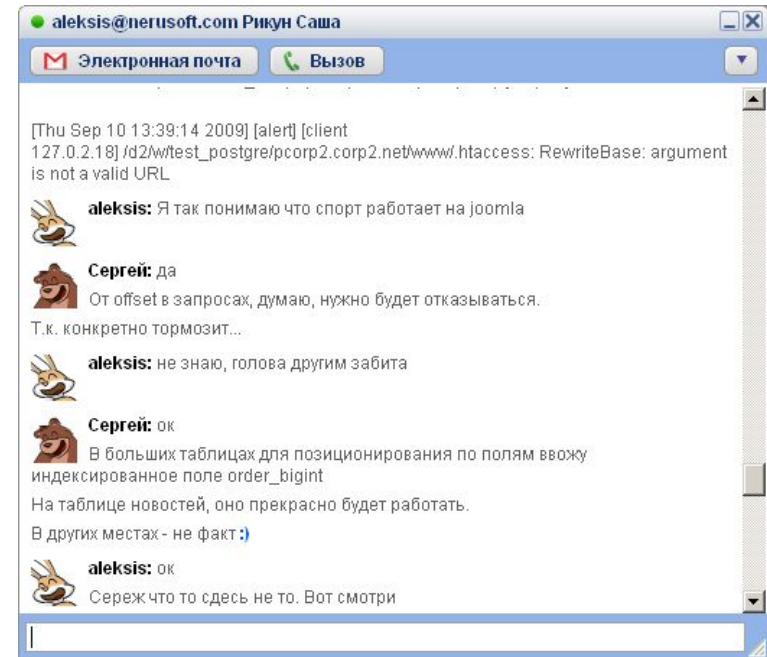 aleksis@nerusoft.com Рикун Саша
Электронная почта
Вызов
[Thu Sep 10 13:39:14 2009] [alert] [client
127.0.2.18] /d2/w/test_postgre/pcorp2.corp2.net/www/.htaccess: RewriteBase: argument
is not a valid URL
aleksis: Я так понимаю что спорт работает на joomla
Сергей: да
От offset в запросах, думаю, нужно будет отказываться.
Т.к. конкретно тормозит...
aleksis: не знаю, голова другим забита
Сергей: ок
В больших таблицах для позиционирования по полям ввожу
индексированное поле order_bigint
На таблице новостей, оно прекрасно будет работать.
В других местах - не факт :)
aleksis: ок
Сереж что то сдесь не то. Вот смотри